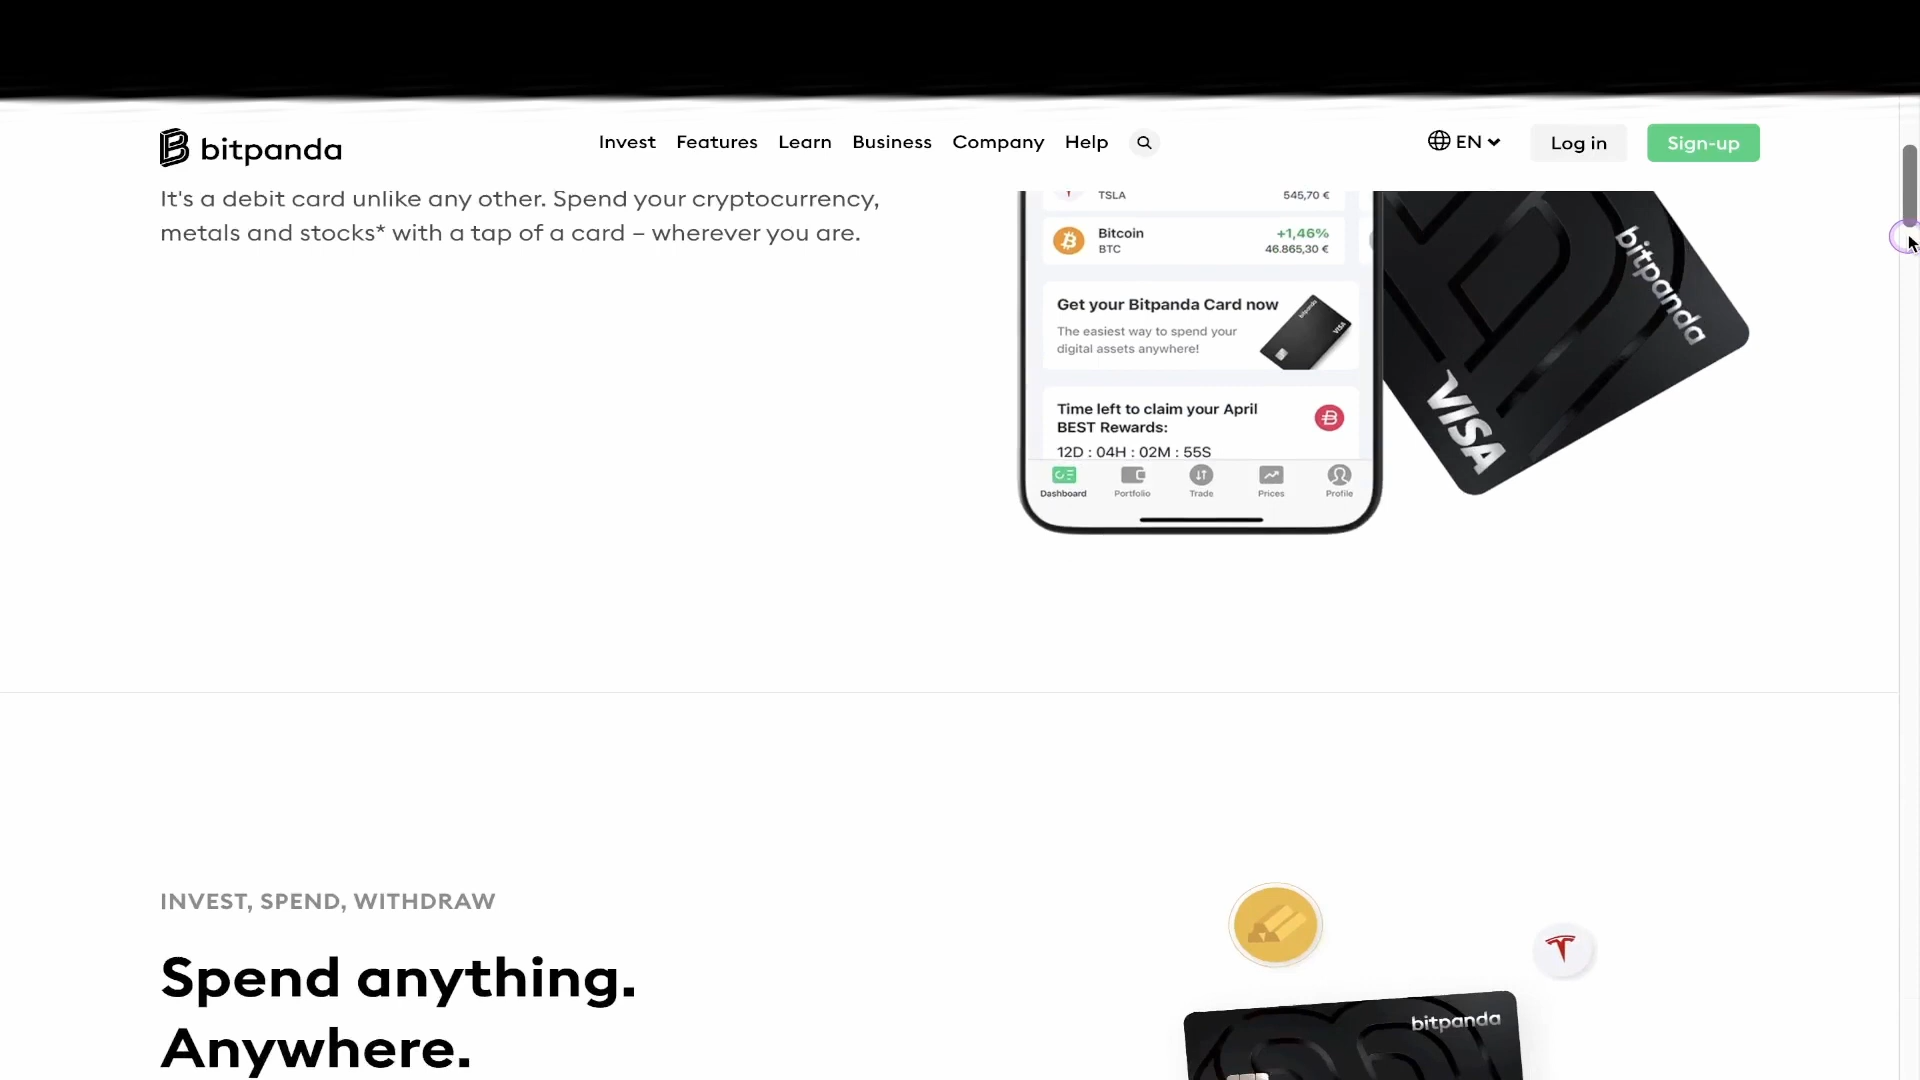 bitpanda
Invest Features Learn Business Company Help
EN
Log in
Sign-up
It's a debit card unlike any other. Spend your cryptocurrency,
metals and stocks* with a tap of a card – wherever you are.
TSLA 545,70 €
Bitcoin +1,46%
BTC 46.865,30 €
Get your Bitpanda Card now
The easiest way to spend your
digital assets anywhere!
bitpanda
VISA
Time left to claim your April
BEST Rewards:
12D : 04H : 02M : 55S
Dashboard Portfolio Trade Prices Profile
bitpanda
VISA
INVEST, SPEND, WITHDRAW
Spend anything.
Anywhere.
bitpanda